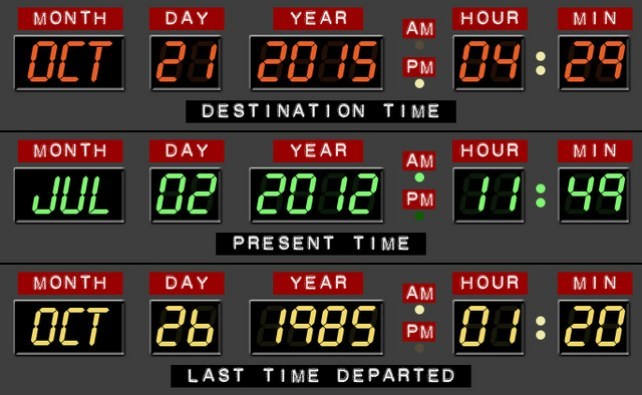 MONTH DAY YEAR AM HOUR MIN
OCT 21 2015 PM 04:29
DESTINATION TIME
MONTH DAY YEAR AM HOUR MIN
JUL 02 2012 PM 11:49
PRESENT TIME
MONTH DAY YEAR AM HOUR MIN
OCT 26 1985 PM 01:20
LAST TIME DEPARTED